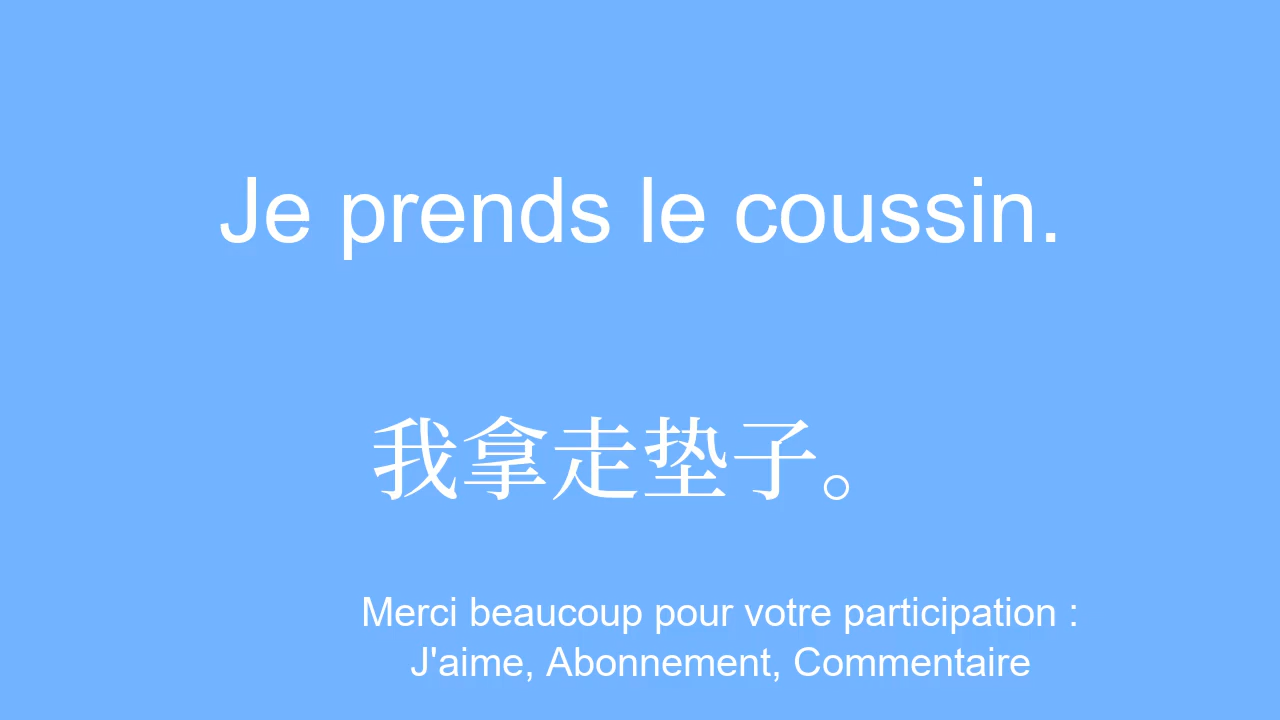 Je prends le coussin.
我拿走垫子。
Merci beaucoup pour votre participation :
J'aime, Abonnement, Commentaire